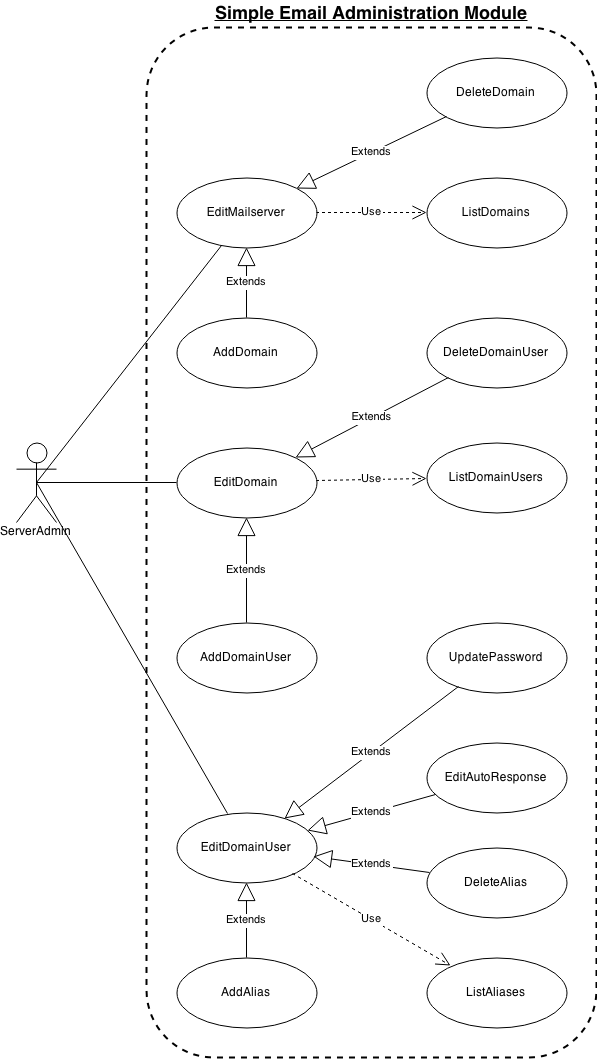 Simple Email Administration Module
DeleteDomain
Extends
EditMailserver
Use
ListDomains
Extends
AddDomain
DeleteDomainUser
Extends
EditDomain
Use
ListDomainUsers
ServerAdmin
Extends
AddDomainUser
UpdatePassword
Extends
EditAutoResponse
Extends
EditDomainUser
Extends
DeleteAlias
Extends
Use
AddAlias
ListAliases